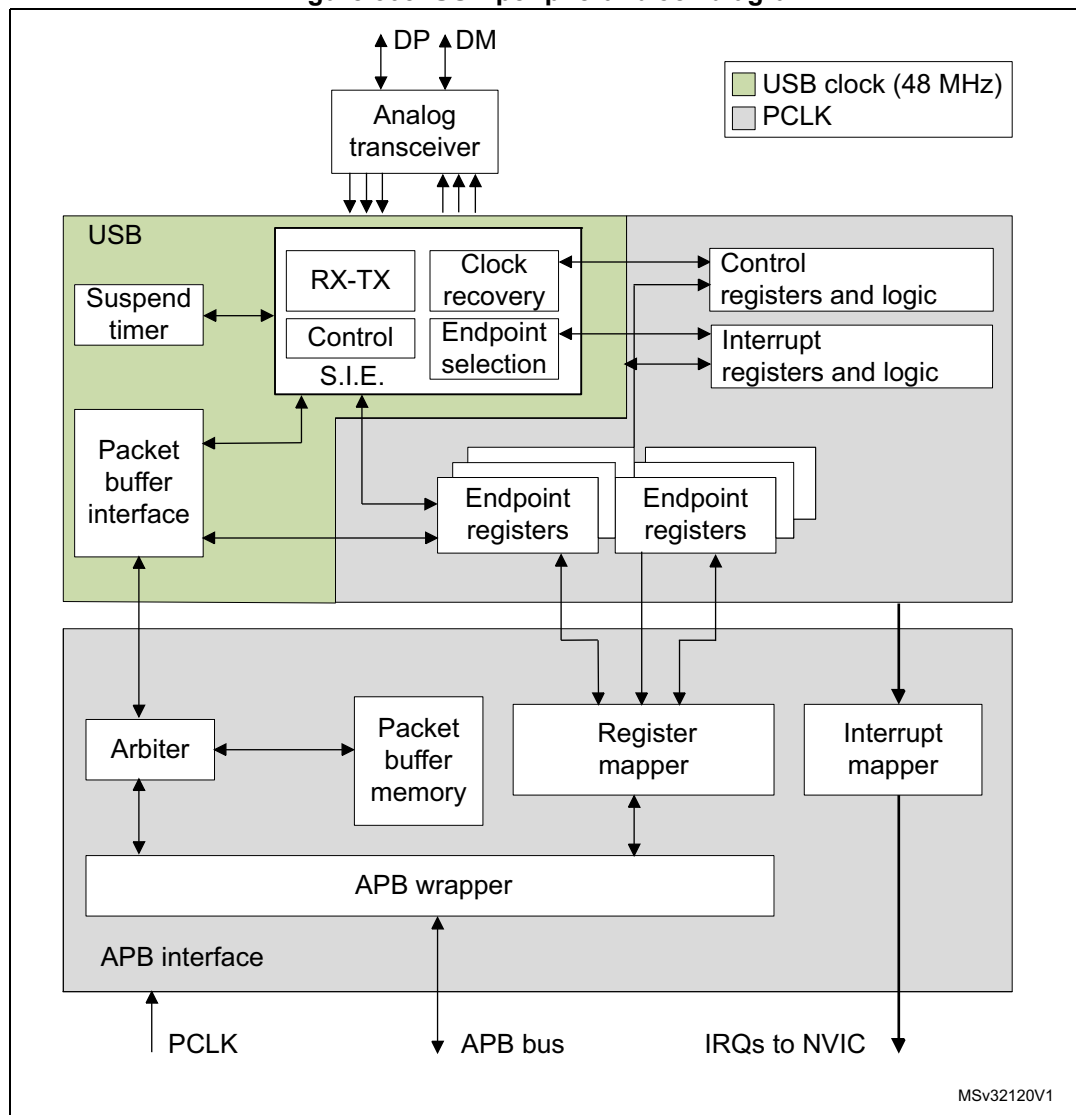 DP DM
Analog
transceiver
USB clock (48 MHz)
PCLK
USB
RX-TX
Clock
recovery
Control
registers and logic
Suspend
timer
Control
Endpoint
selection
Interrupt
registers and logic
S.I.E.
Packet
buffer
interface
Endpoint
registers
Endpoint
registers
Arbiter
Packet
buffer
memory
Register
mapper
Interrupt
mapper
APB wrapper
APB interface
PCLK
APB bus
IRQs to NVIC
MSv32120V1